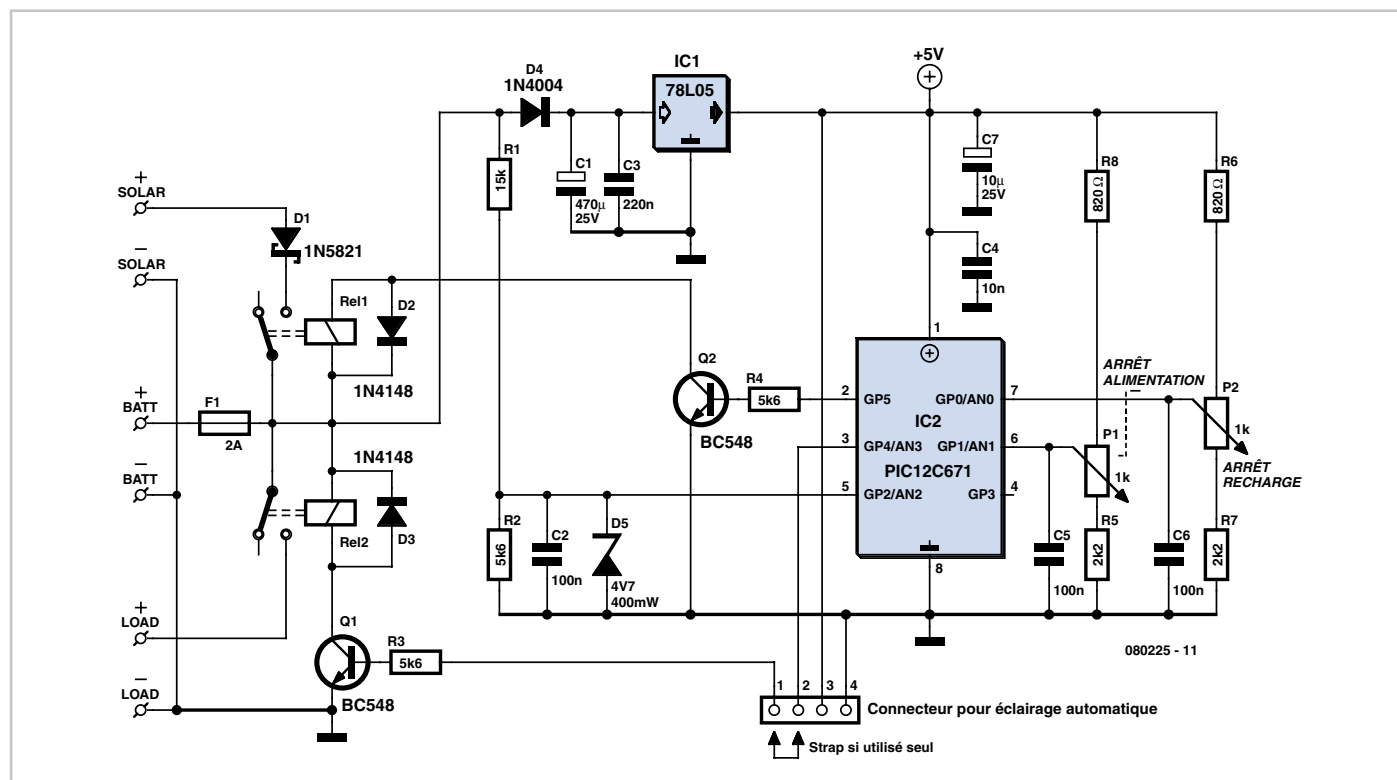 +5V
IC1
D4
1N4004
78L05
R1
15k
C1
470µ
25V
C3
220n
C7
10µ
25V
R8
820Ω
R6
820Ω
+
SOLAR
D1
1N5821
–
SOLAR
C4
10n
Rel1
D2
1N4148
Q2
BC548
R4
5k6
1
ARRÊT
ALIMENTATION
–
2
GP5
GP0/AN0
7
P2
1k
+
BATT
F1
2A
IC2
3
GP4/AN3
GP1/AN1
6
P1
1k
ARRÊT
RECHARGE
1N4148
PIC12C671
–
BATT
5
GP2/AN2
GP3
4
Rel2
D3
R2
5k6
C2
100n
D5
4V7
400mW
8
C5
100n
R5
2k2
C6
100n
R7
2k2
+
LOAD
Q1
BC548
R3
5k6
080225 - 11
–
LOAD
1
2
3
4
Connecteur pour éclairage automatique
Strap si utilisé seul